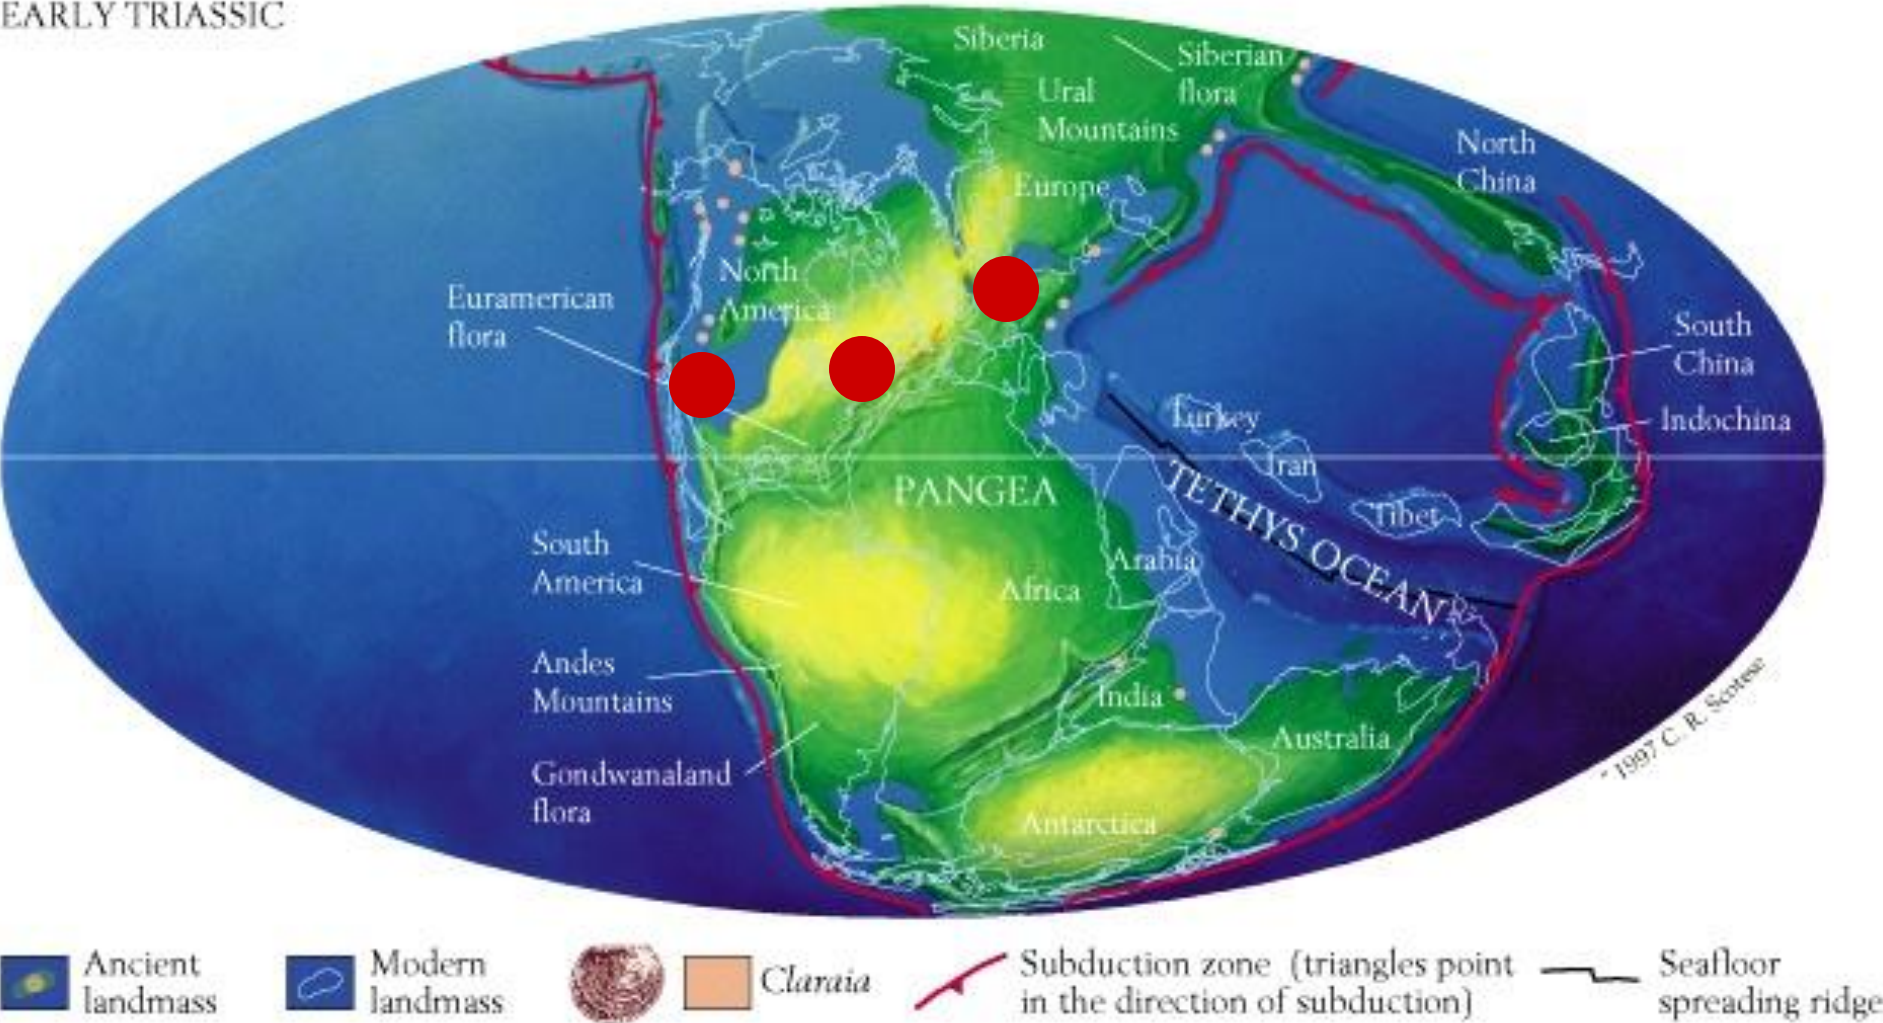 EARLY TRIASSIC
Siberia
Siberian
flora
Ural
Mountains
North
China
Europe
North
America
Euramerican
flora
South
China
Turkey
Indochina
Iran
PANGEA
TETHYS OCEAN
Tibet
South
America
Arabia
Africa
Andes
Mountains
India
Australia
Gondwanaland
flora
Antarctica
1997 C. R. Scotese
Ancient
landmass
Modern
landmass
Claraia
Subduction zone (triangles point
in the direction of subduction)
Seafloor
spreading ridge